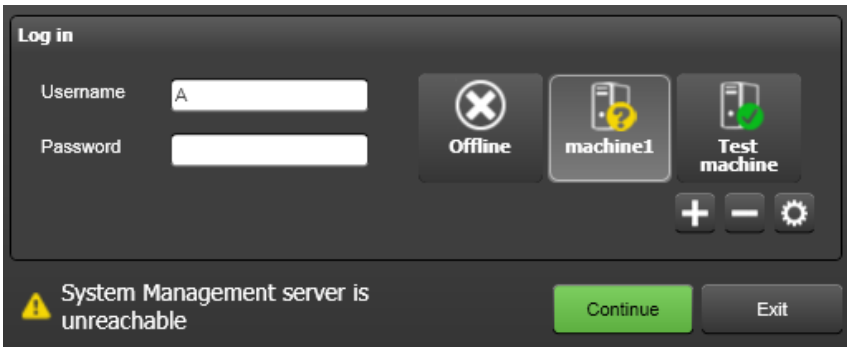 Log in
Username
A
Password
Offline
machine1
Test
machine
System Management server is
unreachable
Continue
Exit